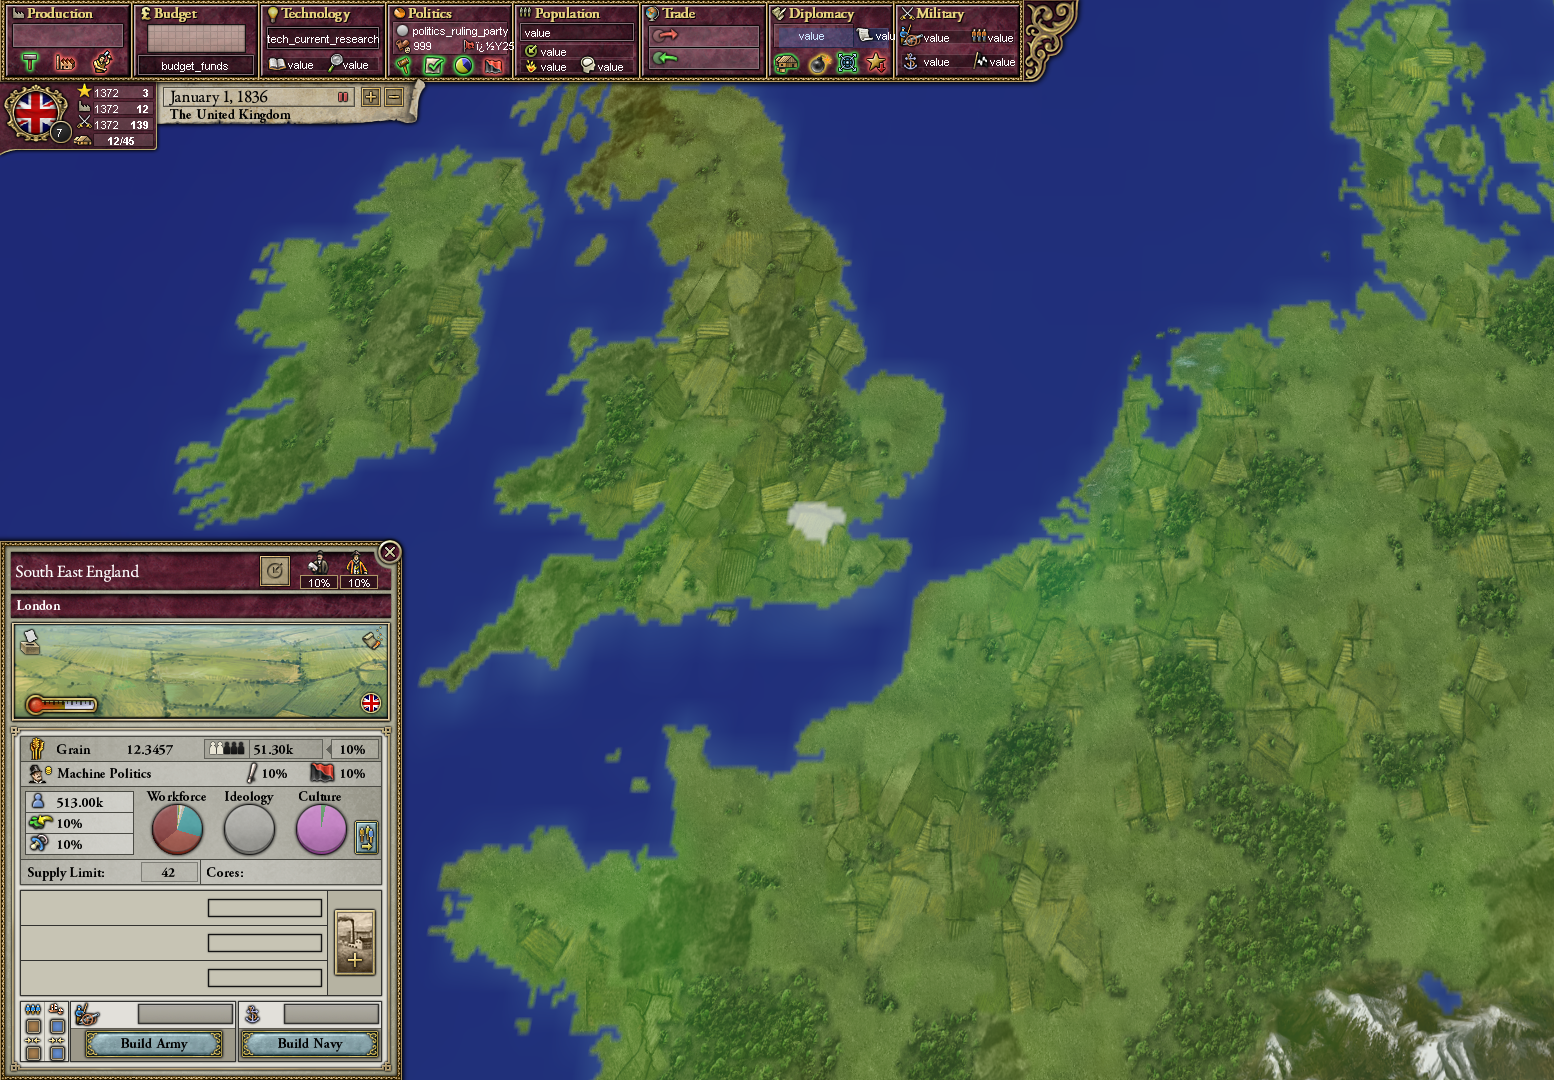 Production
Budget
budget_funds
Technology
tech_current_research
value
value
Politics
politics_ruling_party
999
ï¿½Y25
Population
value
value
value
value
Trade
Diplomacy
value
valu
Military
value
value
value
value
1372 3
1372 12
1372 139
12/45
7
January 1, 1836
The United Kingdom
South East England
10%
10%
London
Grain
12.3457
51.30k
10%
Machine Politics
10%
10%
513.00k
10%
10%
Workforce
Ideology
Culture
Supply Limit:
42
Cores:
Build Army
Build Navy